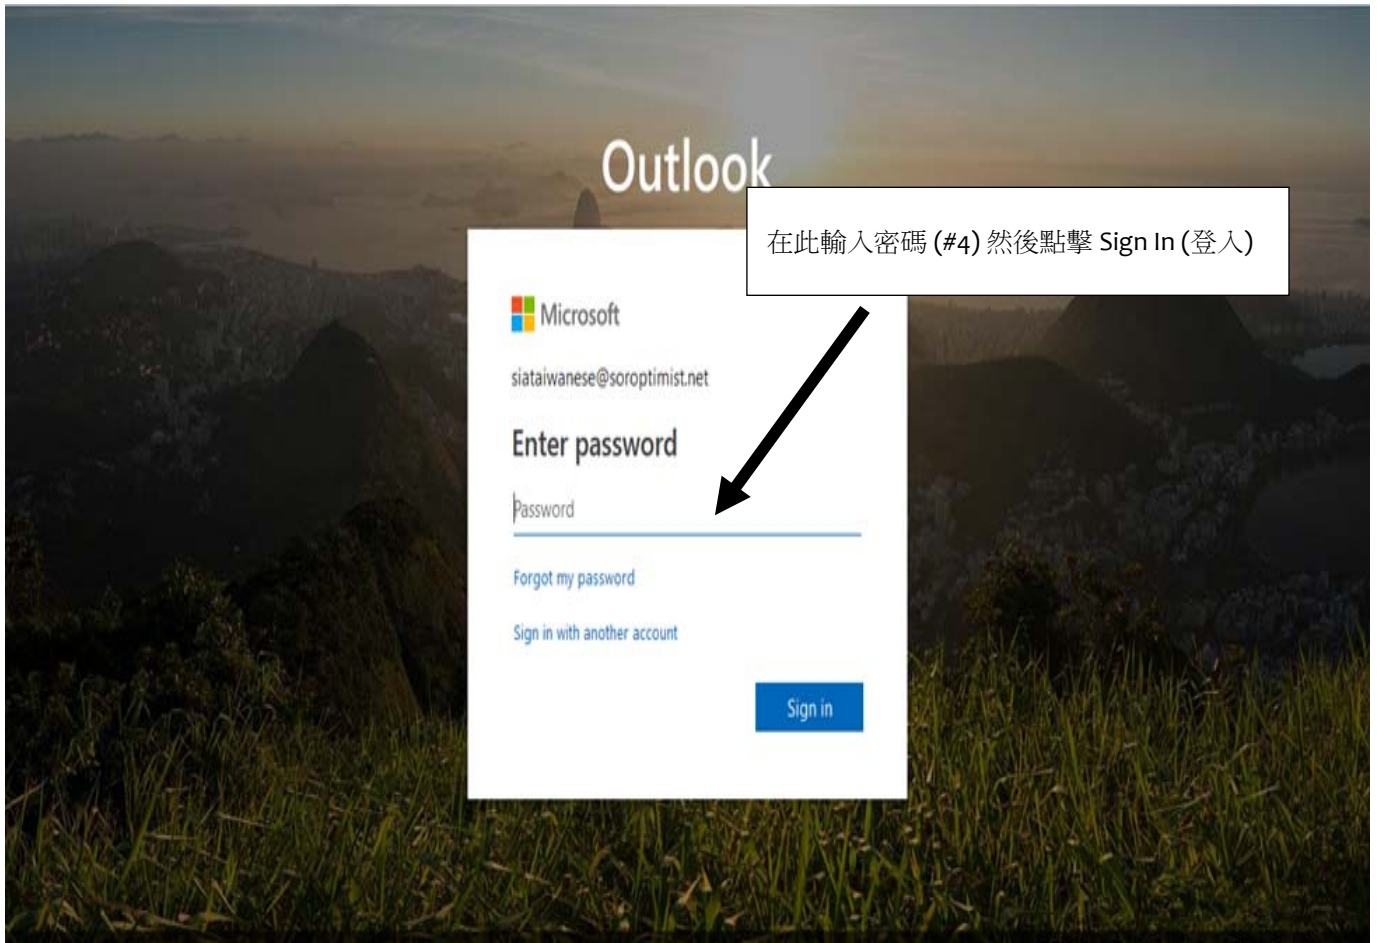 Outlook
在此輸入密碼 (#4) 然後點擊 Sign In (登入)
Microsoft
siataiwanese@soroptimist.net
Enter password
Password
Forgot my password
Sign in with another account
Sign in